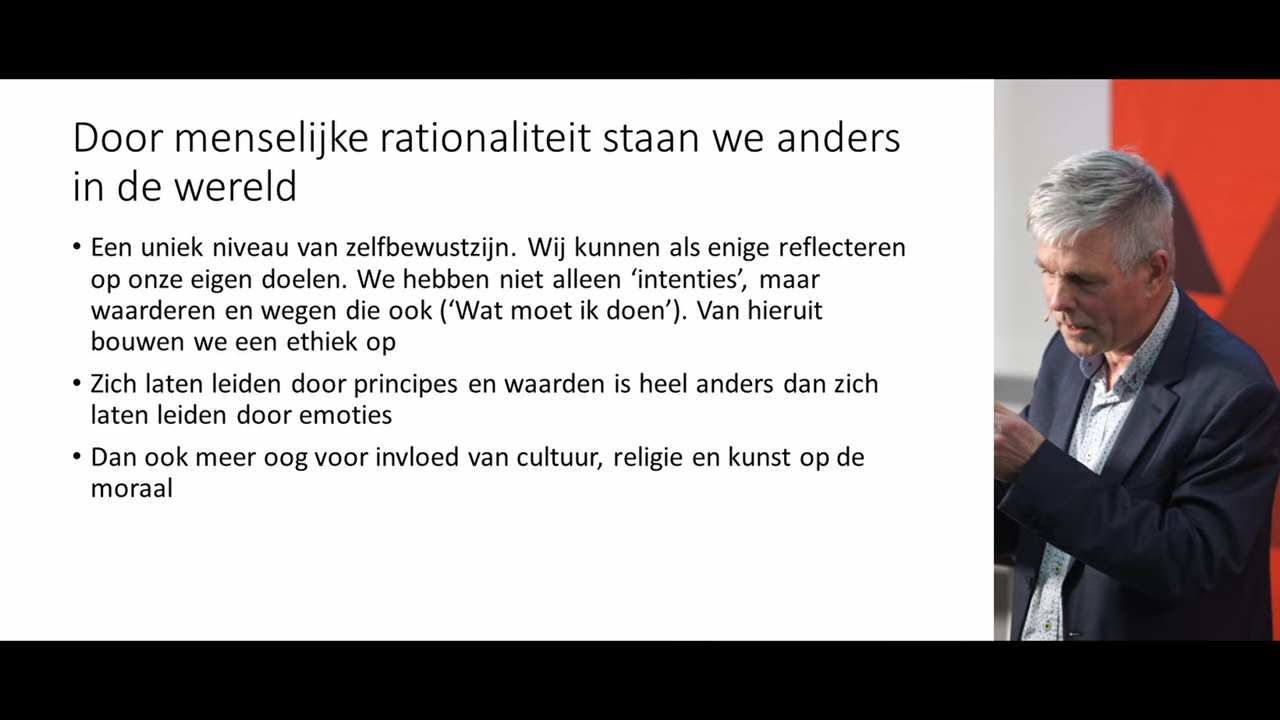 Door menselijke rationaliteit staan we anders
in de wereld
• Een uniek niveau van zelfbewustzijn. Wij kunnen als enige reflecteren
op onze eigen doelen. We hebben niet alleen ‘intenties’, maar
waarderen en wegen die ook (‘Wat moet ik doen’). Van hieruit
bouwen we een ethiek op
• Zich laten leiden door principes en waarden is heel anders dan zich
laten leiden door emoties
• Dan ook meer oog voor invloed van cultuur, religie en kunst op de
moraal